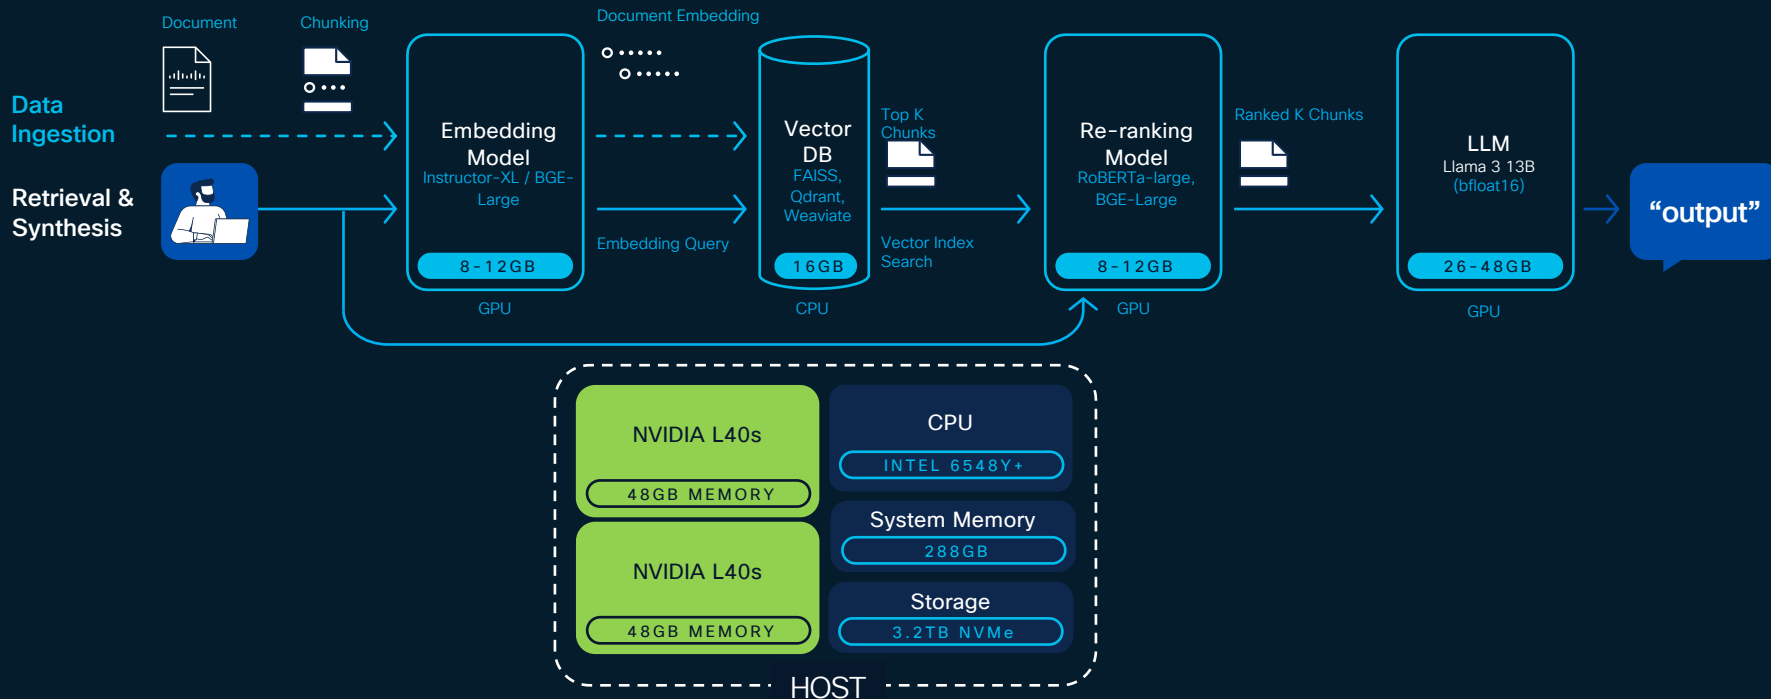 Document
Chunking
Document Embedding
Data
Ingestion
Retrieval &
Synthesis
Embedding
Model
Instructor-XL / BGE-
Large
8-12GB
GPU
Embedding Query
Vector
DB
FAISS,
Qdrant,
Weaviate
16GB
CPU
Top K
Chunks
Vector Index
Search
Re-ranking
Model
RoBERTa-large,
BGE-Large
8-12GB
GPU
Ranked K Chunks
LLM
Llama 3 13B
(bfloat16)
26-48GB
GPU
“output”
NVIDIA L40s
48GB MEMORY
NVIDIA L40s
48GB MEMORY
CPU
INTEL 6548Y+
System Memory
288GB
Storage
3.2TB NVMe
HOST